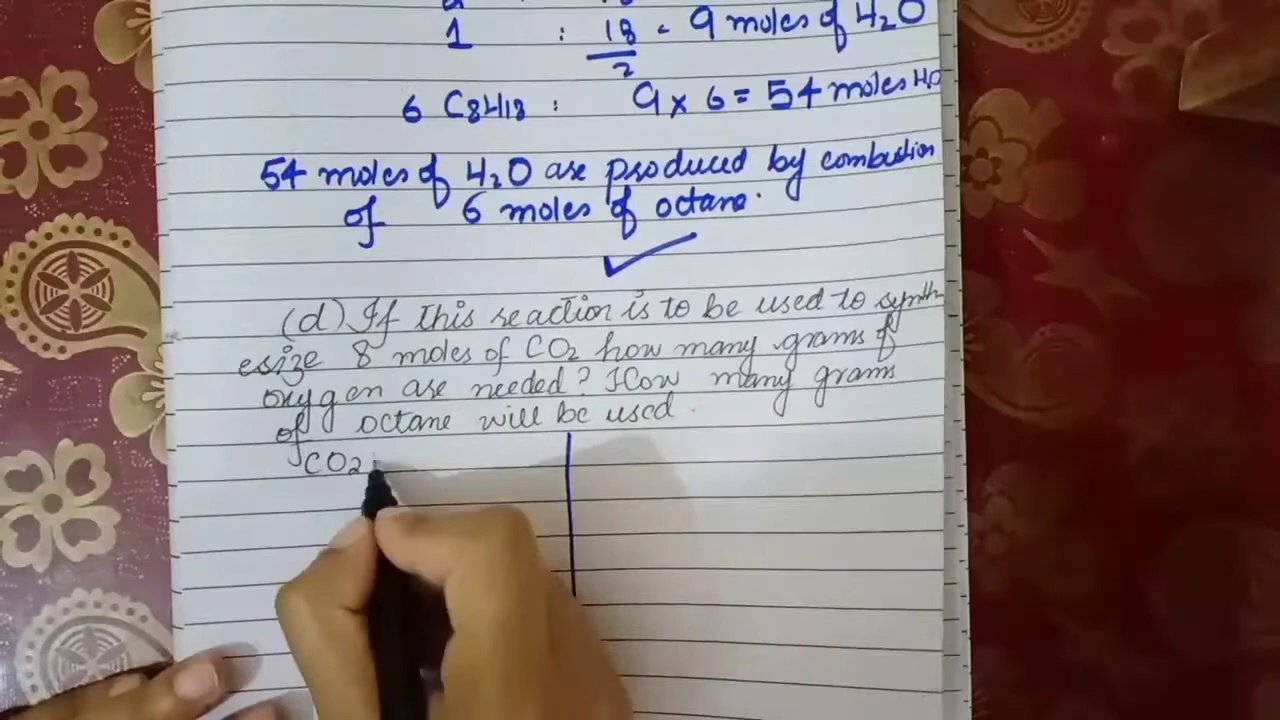 1 : 18/2 = 9 moles of H₂O
6 C8H18 : 9 x 6 = 54 moles H₂O
54 moles of H₂O are produced by combustion
of 6 moles of octane.
(d) If this reaction is to be used to synth
esize 8 moles of CO₂ how many grams of
oxygen are needed? How many grams
of octane will be used.
CO₂